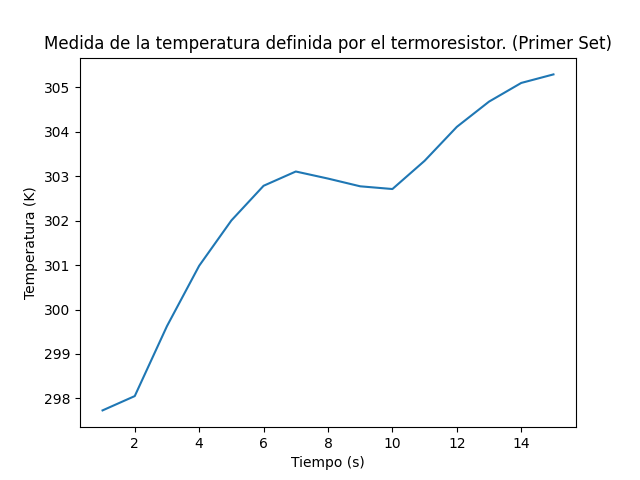 Medida de la temperatura definida por el termoresistor. (Primer Set)
305
304
303
302
301
300
299
298
Temperatura (K)
2 4 6 8 10 12 14
Tiempo (s)